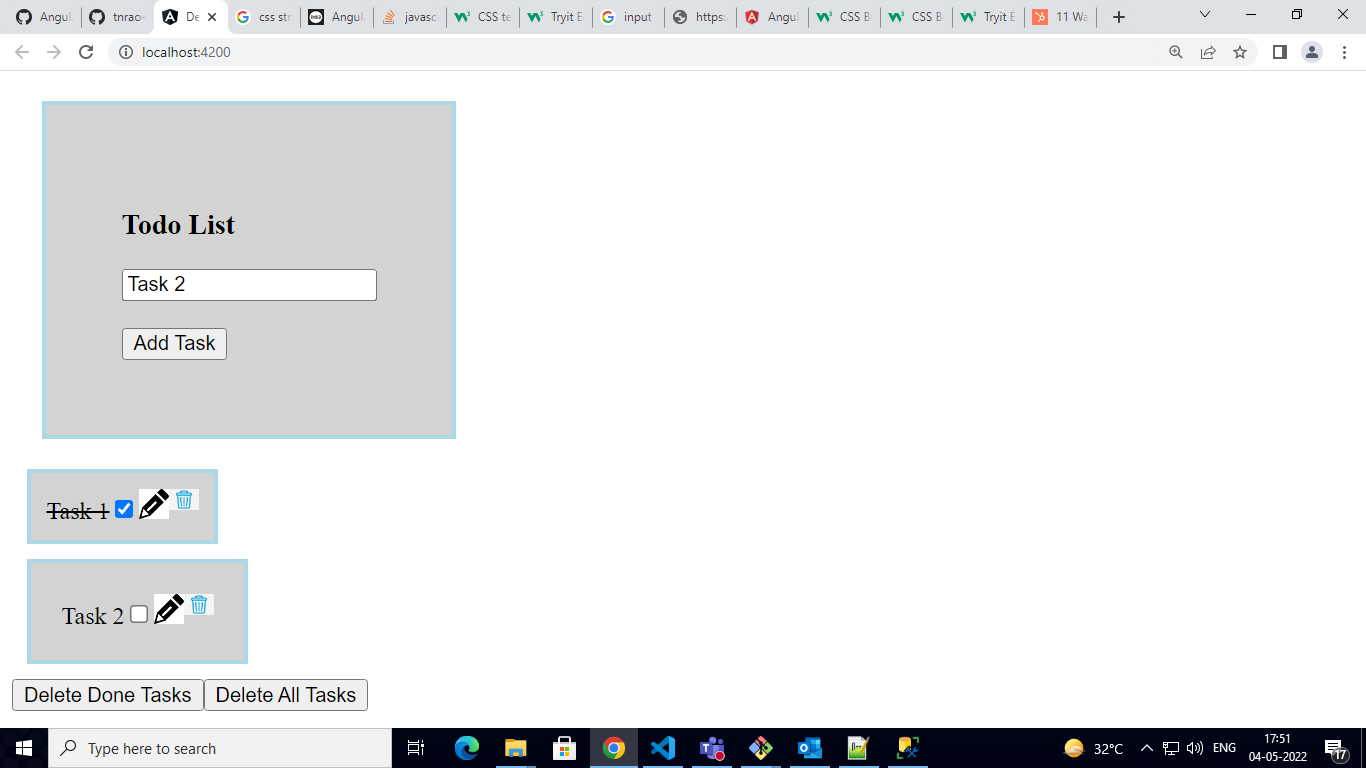 Angul
tnrao-
De
css str
Angul
javasc
CSS te
Tryit E
input
https:
Angul
CSS B
CSS B
Tryit E
11 Wa
localhost:4200
Todo List
Task 2
Add Task
Task 1
Task 2
Delete Done Tasks
Delete All Tasks
Type here to search
32°C
ENG
17:51
04-05-2022
17